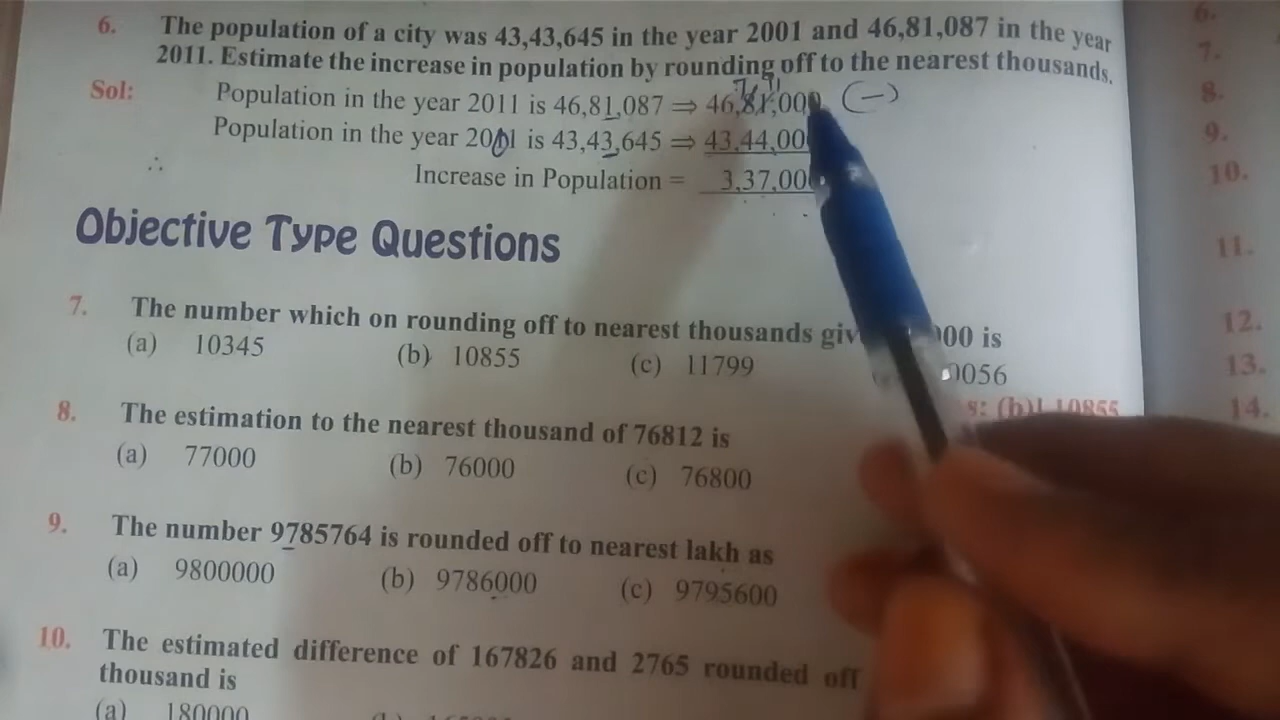 6. The population of a city was 43,43,645 in the year 2001 and 46,81,087 in the year
2011. Estimate the increase in population by rounding off to the nearest thousands.
Sol: Population in the year 2011 is 46,81,087 ⇒ 46,81,000 (—)
Population in the year 2001 is 43,43,645 ⇒ 43,44,00
∴ Increase in Population = 3,37,00
Objective Type Questions
7. The number which on rounding off to nearest thousands 00 is
(a) 10345 (b) 10855 (c) 11799 0056
s: (b) 10855
8. The estimation to the nearest thousand of 76812 is
(a) 77000 (b) 76000 (c) 76800
9. The number 9785764 is rounded off to nearest lakh as
(a) 9800000 (b) 9786000 (c) 9795600
10. The estimated difference of 167826 and 2765 rounded off
thousand is
(a) 180000
6.
7.
8.
9.
10.
11.
12.
13.
14.